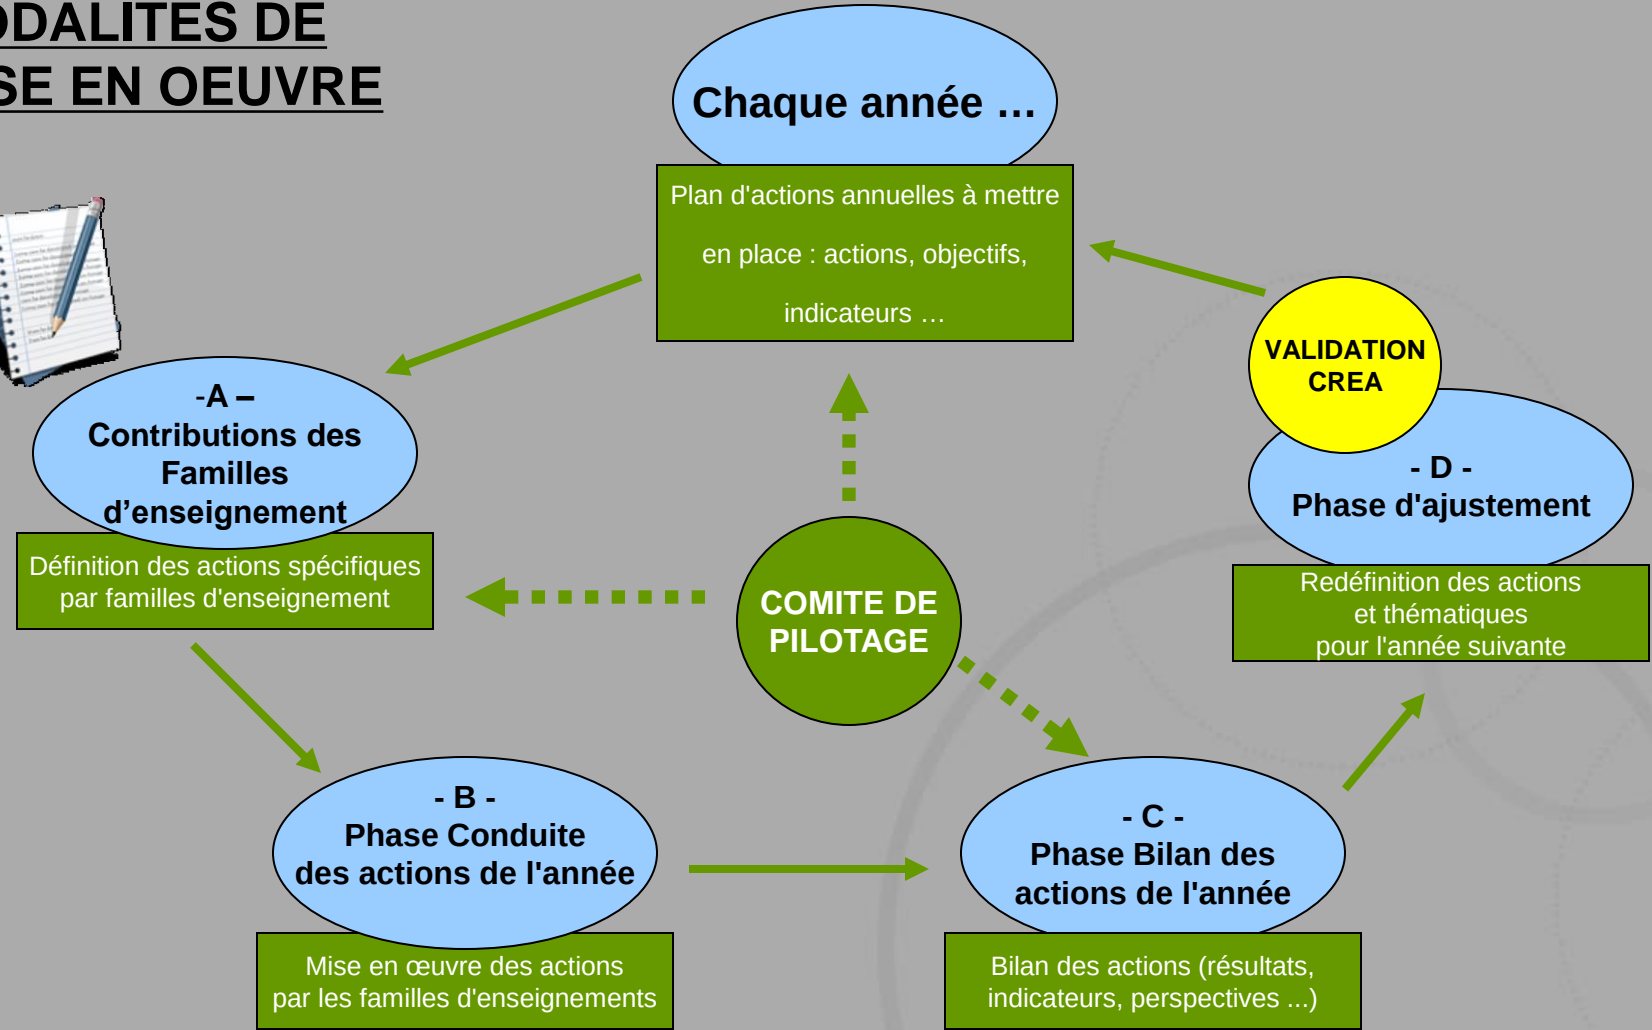 ODALITES DE
SE EN OEUVRE
Chaque année …
Plan d'actions annuelles à mettre
en place : actions, objectifs,
indicateurs …
VALIDATION
CREA
-A –
Contributions des
Familles
d’enseignement
Définition des actions spécifiques
par familles d'enseignement
- D -
Phase d'ajustement
Redéfinition des actions
et thématiques
pour l'année suivante
COMITE DE
PILOTAGE
- B -
Phase Conduite
des actions de l'année
Mise en œuvre des actions
par les familles d'enseignements
- C -
Phase Bilan des
actions de l'année
Bilan des actions (résultats,
indicateurs, perspectives ...)